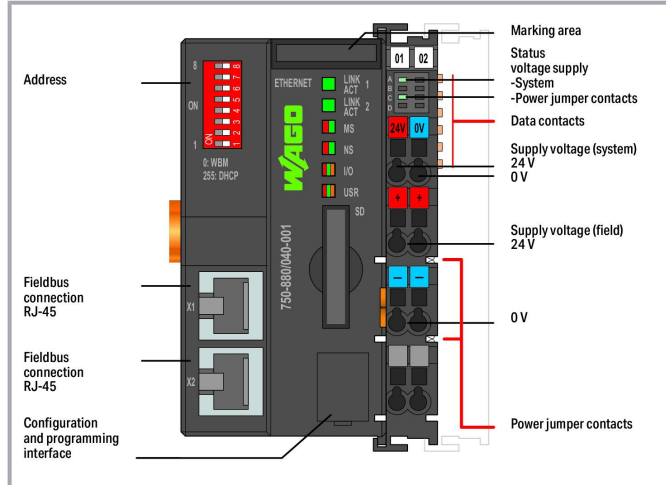 Marking area
Status
voltage supply
-System
-Power jumper contacts
Data contacts
Supply voltage (system)
24 V
0 V
Supply voltage (field)
24 V
0 V
Power jumper contacts
Address
Fieldbus
connection
RJ-45
Fieldbus
connection
RJ-45
Configuration
and programming
interface
8
ON
1
ON
1 2 3 4 5 6 7 8
0: WBM
255: DHCP
X1
X2
ETHERNET
LINK 1
ACT
LINK 2
ACT
MS
NS
I/O
USR
SD
WAGO
750-880/040-001
01 02
A
B
C
D
24V 0V
+ +
— —